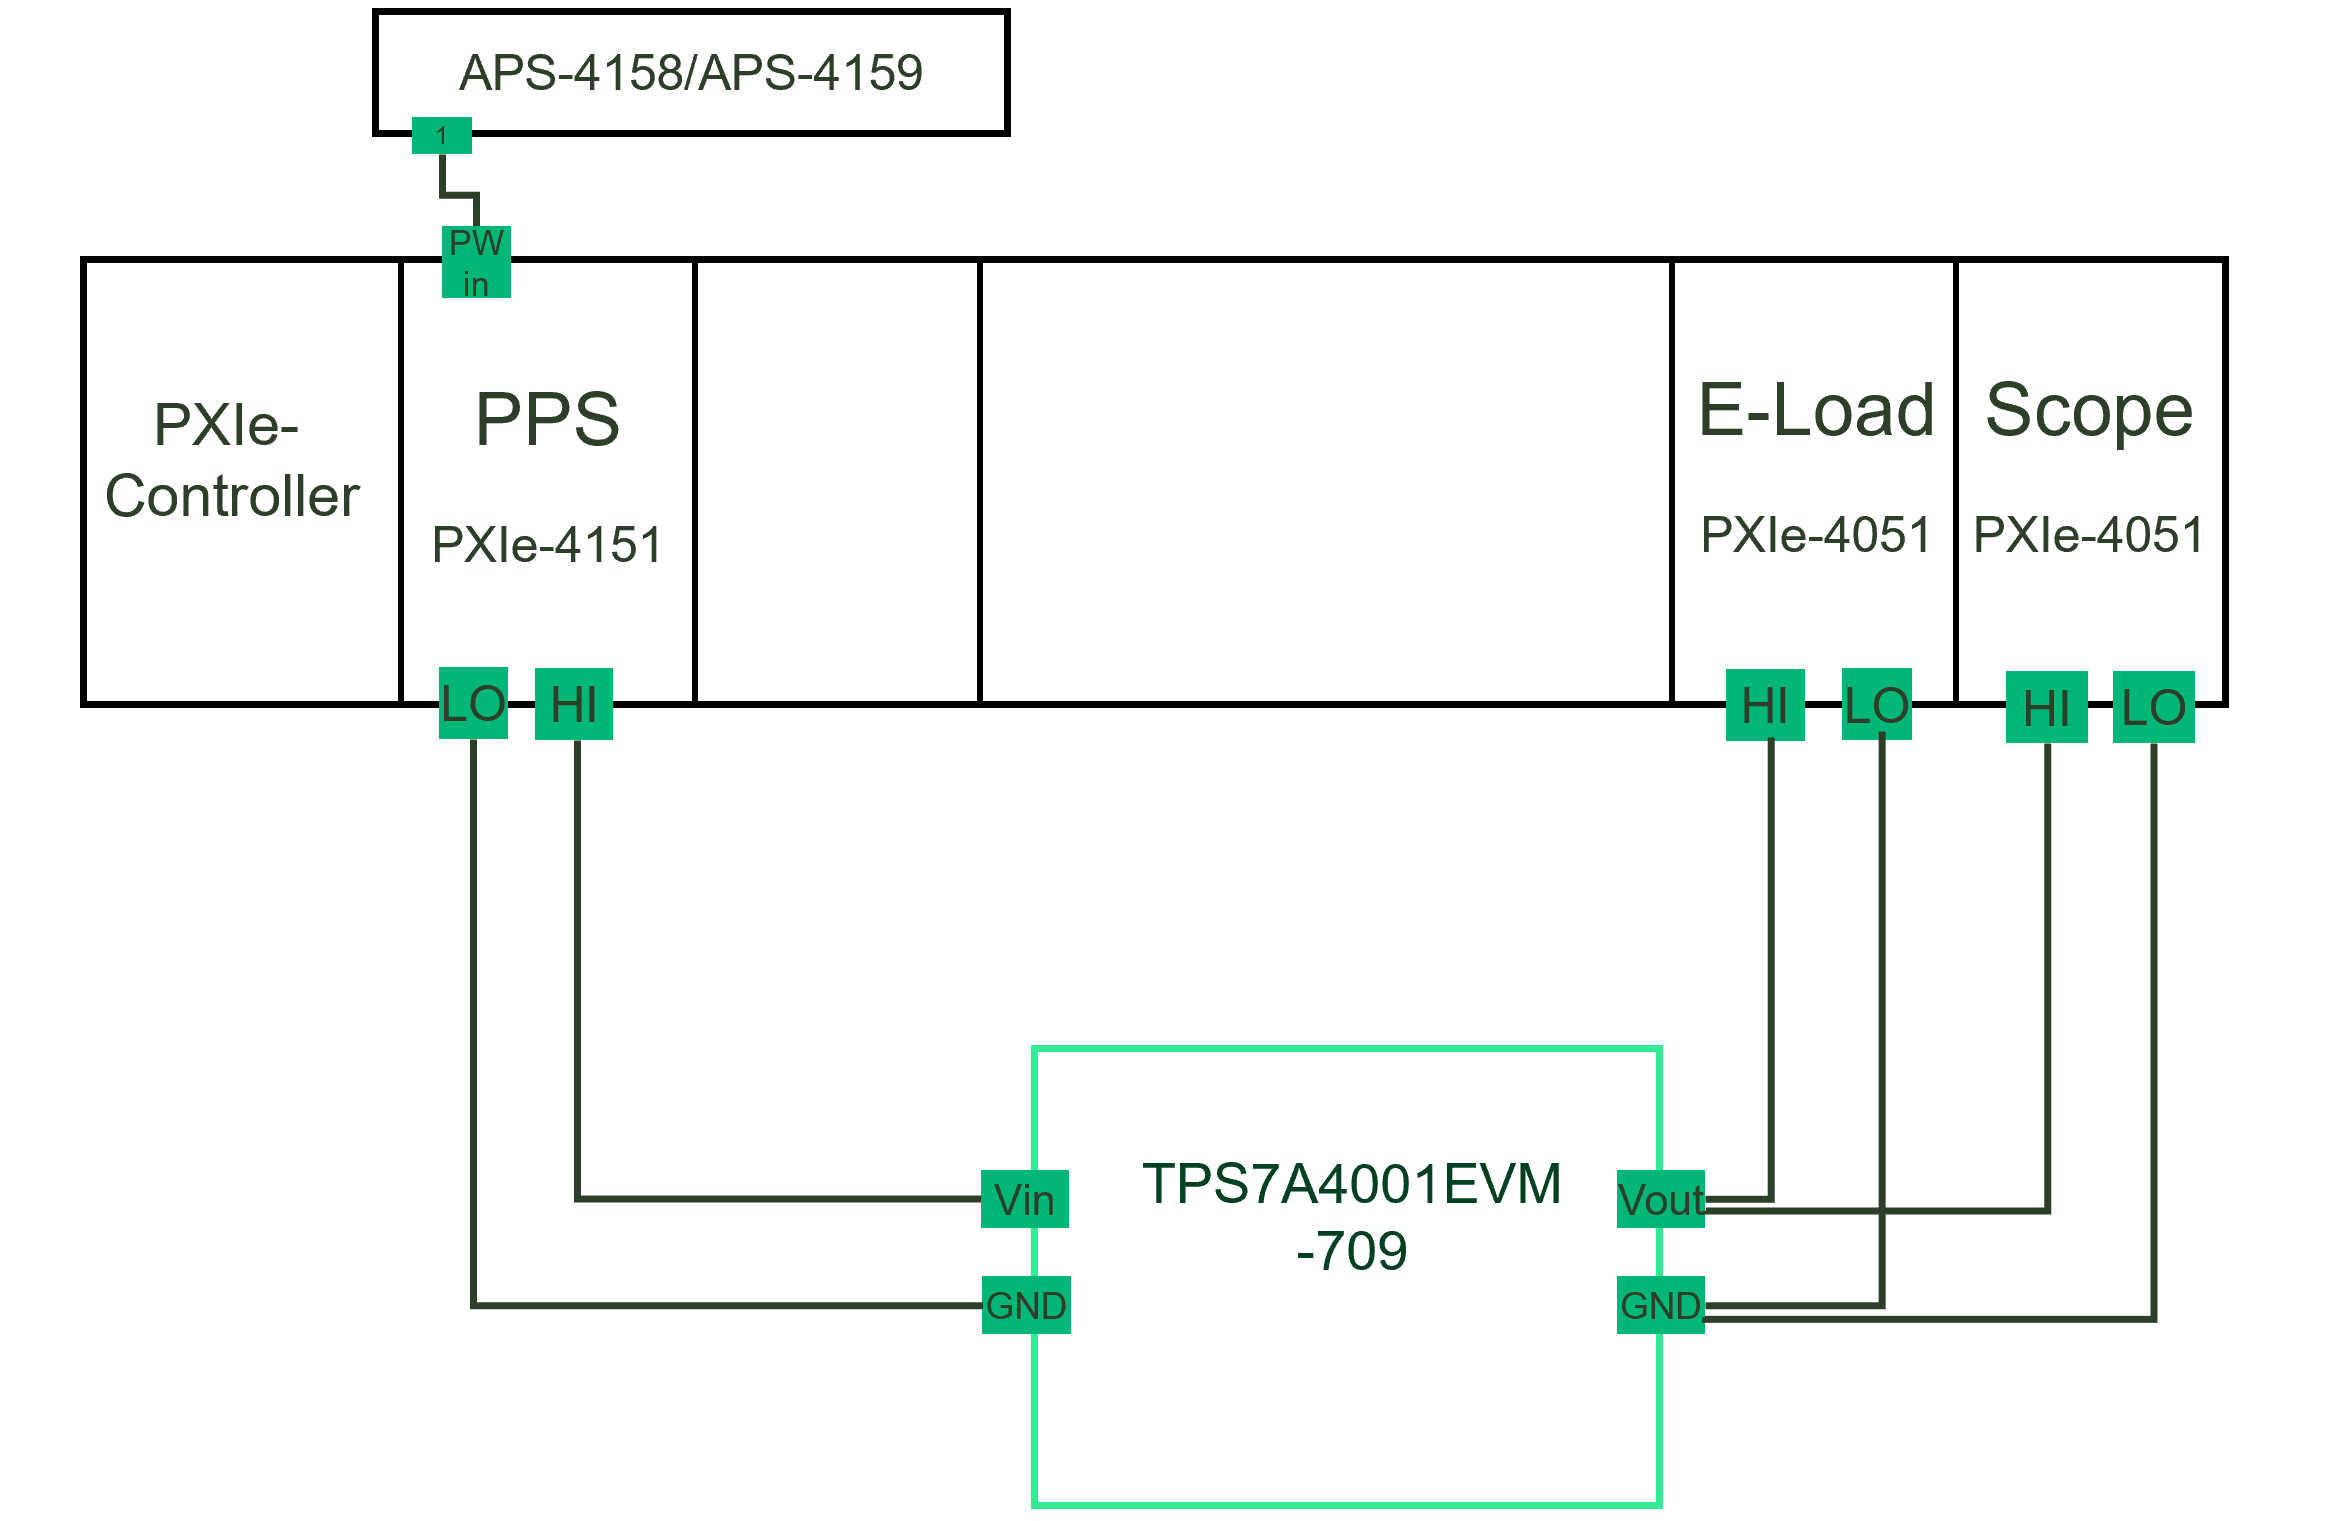 APS-4158/APS-4159
1
PW
in
PXIe-
Controller
PPS
PXIe-4151
E-Load
PXIe-4051
Scope
PXIe-4051
LO
HI
HI
LO
HI
LO
TPS7A4001EVM
-709
Vin
GND
Vout
GND